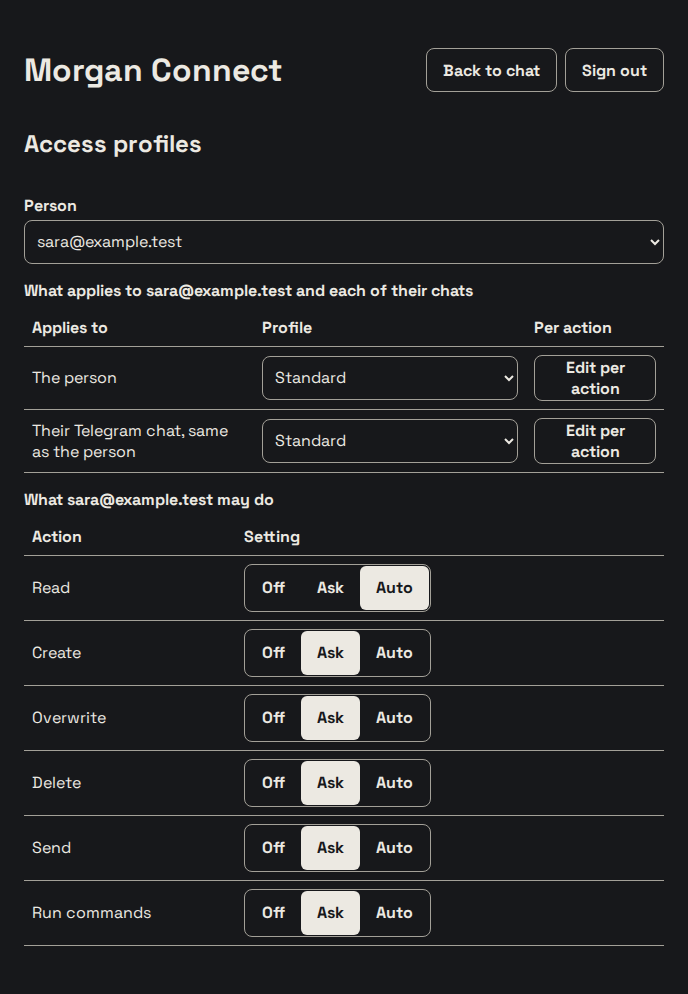 Morgan Connect
Back to chat
Sign out
Access profiles
Person
sara@example.test
What applies to sara@example.test and each of their chats
Applies to
Profile
Per action
The person
Standard
Edit per
action
Their Telegram chat, same
as the person
Standard
Edit per
action
What sara@example.test may do
Action
Setting
Read
Off
Ask
Auto
Create
Off
Ask
Auto
Overwrite
Off
Ask
Auto
Delete
Off
Ask
Auto
Send
Off
Ask
Auto
Run commands
Off
Ask
Auto